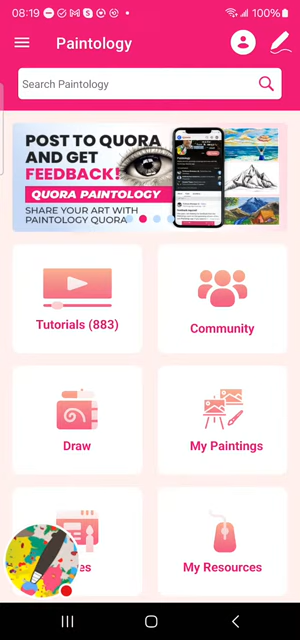 08:19
100%
Paintology
Search Paintology
POST TO QUORA
AND GET
FEEDBACK!
QUORA PAINTOLOGY
SHARE YOUR ART WITH
PAINTOLOGY QUORA
Tutorials (883)
Community
Draw
My Paintings
My Resources